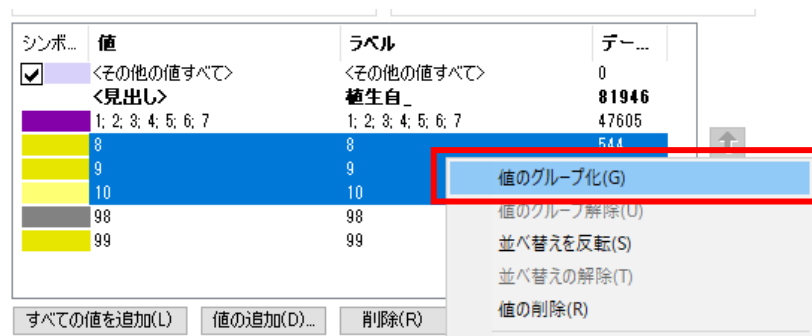 シンボ... 値 ラベル デー...
<その他の値すべて> <その他の値すべて> 0
<見出し> 植生自_ 81946
1; 2; 3; 4; 5; 6; 7 1; 2; 3; 4; 5; 6; 7 47605
8 8 544
9 9
10 10
98 98
99 99
値のグループ化(G)
値のグループ解除(U)
並べ替えを反転(S)
並べ替えの解除(T)
値の削除(R)
すべての値を追加(L) 値の追加(D)... 削除(R)